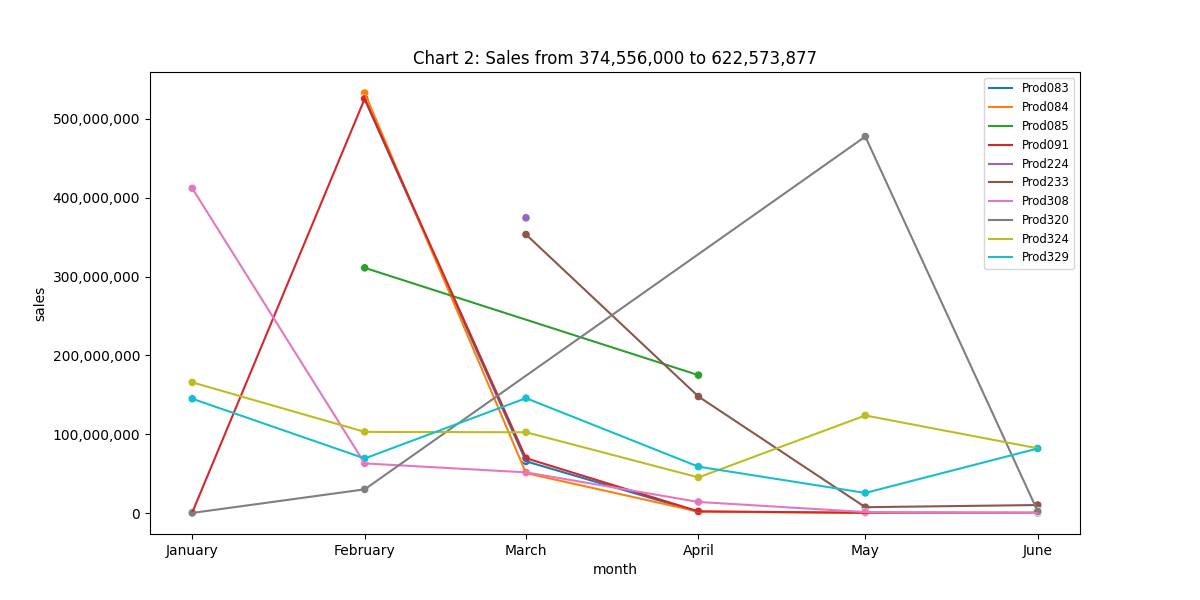 Chart 2: Sales from 374,556,000 to 622,573,877
Prod083
Prod084
Prod085
Prod091
Prod224
Prod233
Prod308
Prod320
Prod324
Prod329
500,000,000
400,000,000
300,000,000
200,000,000
100,000,000
0
sales
January February March April May June
month